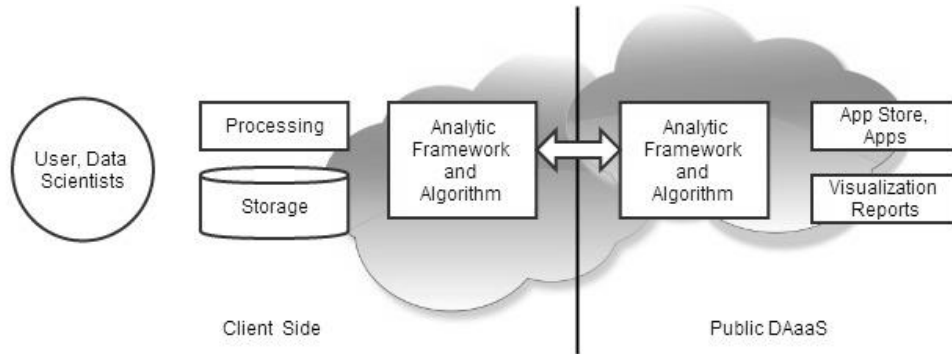 User, Data
Scientists
Processing
Storage
Analytic
Framework
and
Algorithm
Analytic
Framework
and
Algorithm
App Store,
Apps
Visualization
Reports
Client Side
Public DAaaS